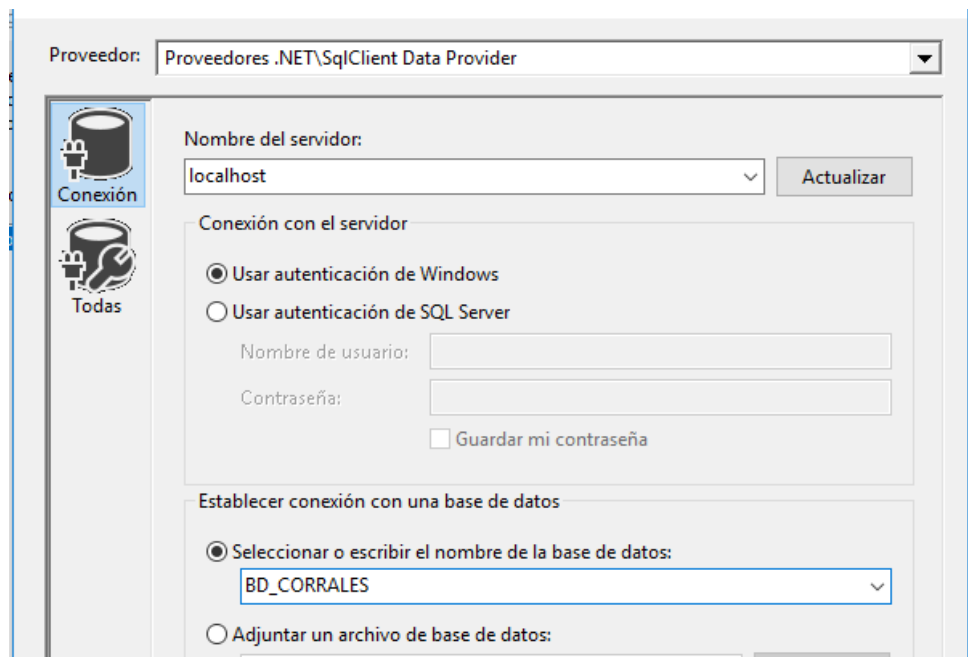 Proveedor: Proveedores .NET\SqlClient Data Provider
Conexión
Todas
Nombre del servidor:
localhost Actualizar
Conexión con el servidor
Usar autenticación de Windows
Usar autenticación de SQL Server
Nombre de usuario:
Contraseña:
Guardar mi contraseña
Establecer conexión con una base de datos
Seleccionar o escribir el nombre de la base de datos:
BD_CORRALES
Adjuntar un archivo de base de datos: